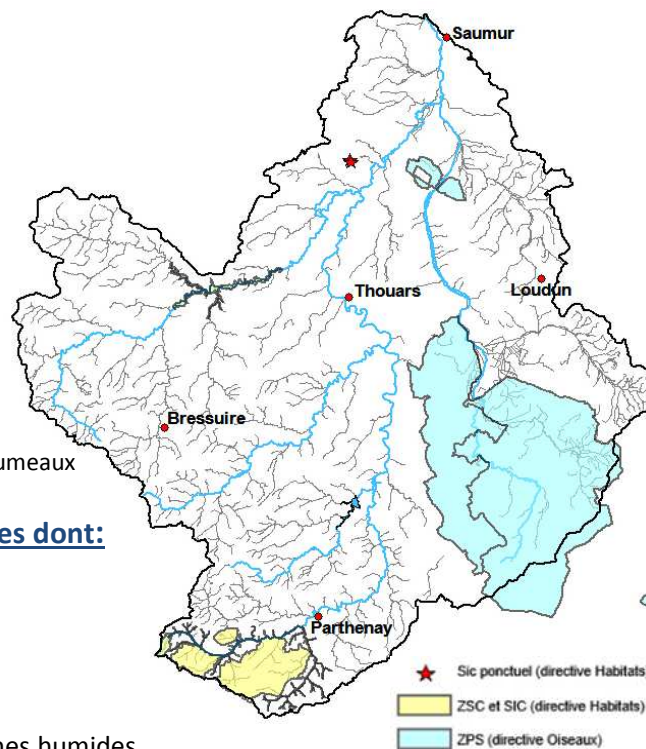 Saumur
Thouars
Loudun
Bressuire
umeaux
es dont:
Parthenay
Sic ponctuel (directive Habitats)
ZSC et SIC (directive Habitats)
ZPS (directive Oiseaux)
nes humides